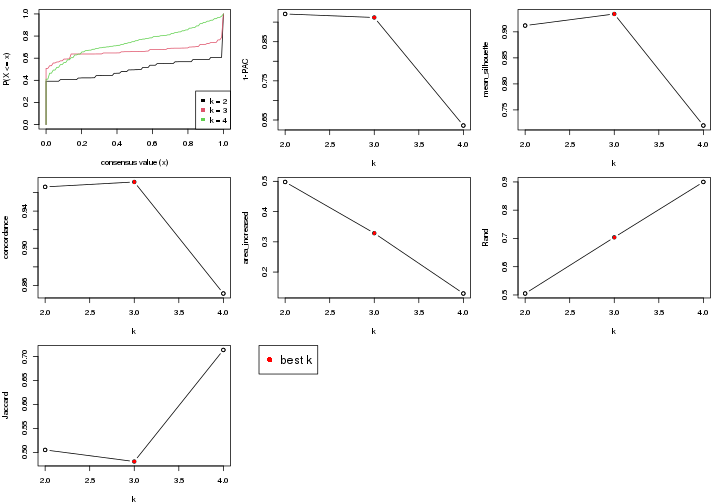 P(X <= x)
0.0 0.2 0.4 0.6 0.8 1.0
k = 2
k = 3
k = 4
0.0 0.2 0.4 0.6 0.8 1.0
consensus value (x)
1-PAC
0.65 0.75 0.85
2.0 2.5 3.0 3.5 4.0
k
mean_silhouette
0.75 0.80 0.85 0.90
2.0 2.5 3.0 3.5 4.0
k
concordance
0.86 0.90 0.94
2.0 2.5 3.0 3.5 4.0
k
area_increased
0.2 0.3 0.4 0.5
2.0 2.5 3.0 3.5 4.0
k
Rand
0.5 0.6 0.7 0.8 0.9
2.0 2.5 3.0 3.5 4.0
k
Jaccard
0.50 0.55 0.60 0.65 0.70
2.0 2.5 3.0 3.5 4.0
k
best k